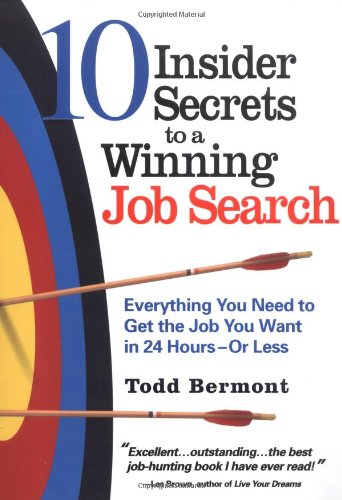 Copyrighted Material
10 Insider
Secrets
to a
Winning
Job Search
Everything You Need to
Get the Job You Want
in 24 Hours–Or Less
Todd Bermont
"Excellent...outstanding...the best
job-hunting book I have ever read!"
—Les Brown, author of Live Your Dreams
Copyrighted Material